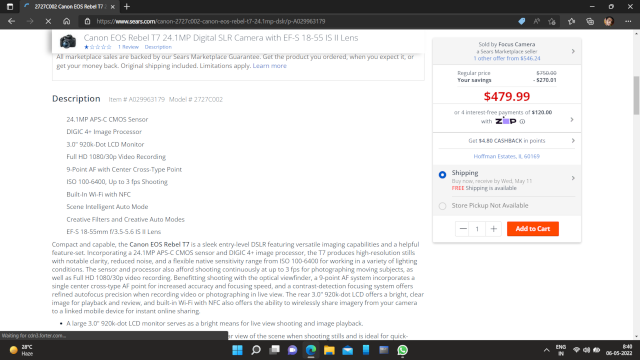 2727C002 Canon EOS Rebel T7 2
https://www.sears.com/canon-2727c002-canon-eos-rebel-t7-24.1mp-dslr/p-A029963179
Canon EOS Rebel T7 24.1MP Digital SLR Camera with EF-S 18-55 IS II Lens
1 Review Description
All marketplace sales are backed by our Sears Marketplace Guarantee. Get the product you ordered, when you expect it, or
get your money back. Original shipping included. Limitations apply. Learn more
Description Item # A029963179 Model # 2727C002
24.1MP APS-C CMOS Sensor
DIGIC 4+ Image Processor
3.0" 920k-Dot LCD Monitor
Full HD 1080/30p Video Recording
9-Point AF with Center Cross-Type Point
ISO 100-6400, Up to 3 fps Shooting
Built-In Wi-Fi with NFC
Scene Intelligent Auto Mode
Creative Filters and Creative Auto Modes
EF-S 18-55mm f/3.5-5.6 IS II Lens
Compact and capable, the Canon EOS Rebel T7 is a sleek entry-level DSLR featuring versatile imaging capabilities and a helpful
feature-set. Incorporating a 24.1MP APS-C CMOS sensor and DIGIC 4+ image processor, the T7 produces high-resolution stills
with notable clarity, reduced noise, and a flexible native sensitivity range from ISO 100-6400 for working in a variety of lighting
conditions. The sensor and processor also afford shooting continuously at up to 3 fps for photographing moving subjects, as
well as Full HD 1080/30p video recording. Benefitting shooting with the optical viewfinder, a 9-point AF system incorporates a
single center cross-type AF point for increased accuracy and focusing speed, and a contrast-detection focusing system offers
refined autofocus precision when recording video or photographing in live view. The rear 3.0" 920k-dot LCD offers a bright, clear
image for playback and review, and built-in Wi-Fi with NFC also offers the ability to wirelessly share imagery from your camera
to a linked mobile device for instant online sharing.
A large 3.0" 920k-dot LCD monitor serves as a bright means for live view shooting and image playback.
er view of the scene when shooting stills and is ideal for quick-
Sold by Focus Camera
a Sears Marketplace seller
1 other offer from $546.24
Regular price $750.00
Your savings - $270.01
$479.99
or 4 interest-free payments of $120.00
with ZIP
Get $4.80 CASHBACK in points
Hoffman Estates, IL 60169
Shipping
Buy now, receive by Wed, May 11
FREE Shipping is available
Store Pickup Not Available
1
Add to Cart
28°C
Haze
ENG
IN
8:40
06-05-2022